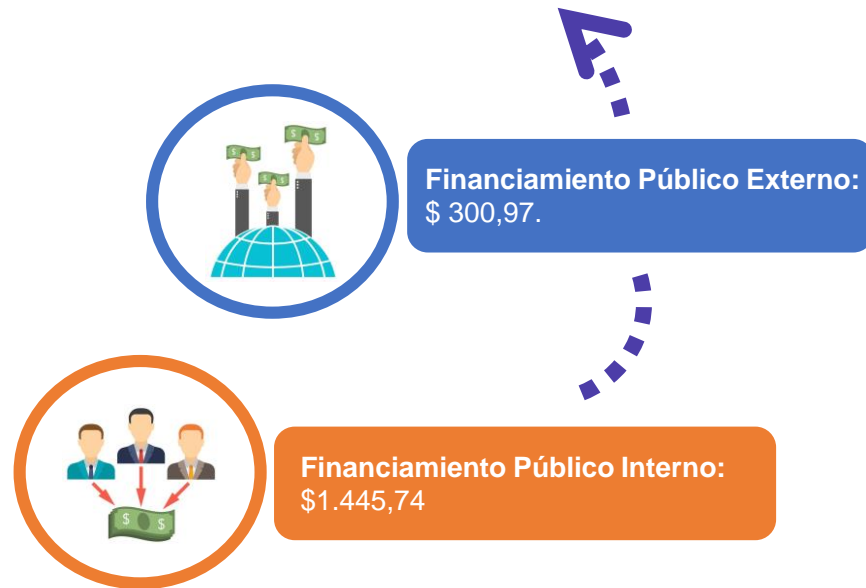 Financiamiento Público Externo:
$ 300,97.
Financiamiento Público Interno:
$1.445,74